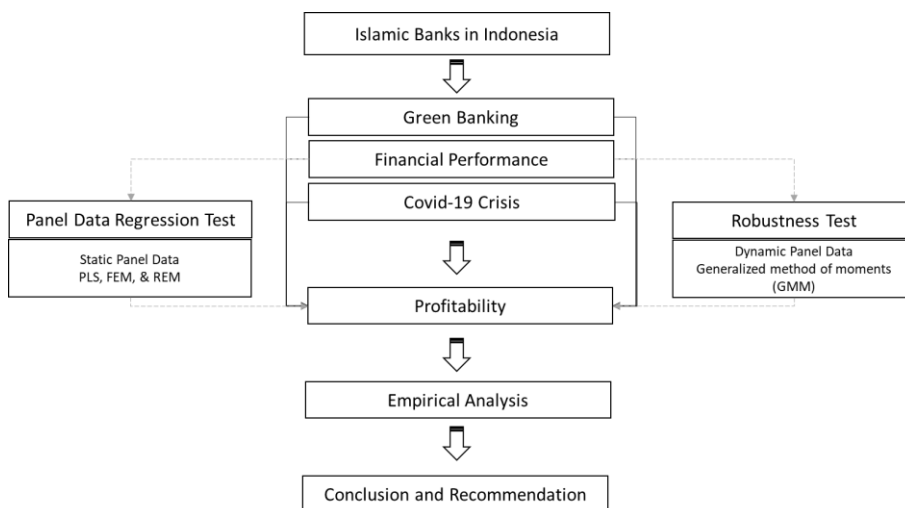 Islamic Banks in Indonesia
Green Banking
Financial Performance
Covid-19 Crisis
Panel Data Regression Test
Static Panel Data
PLS, FEM, & REM
Robustness Test
Dynamic Panel Data
Generalized method of moments
(GMM)
Profitability
Empirical Analysis
Conclusion and Recommendation